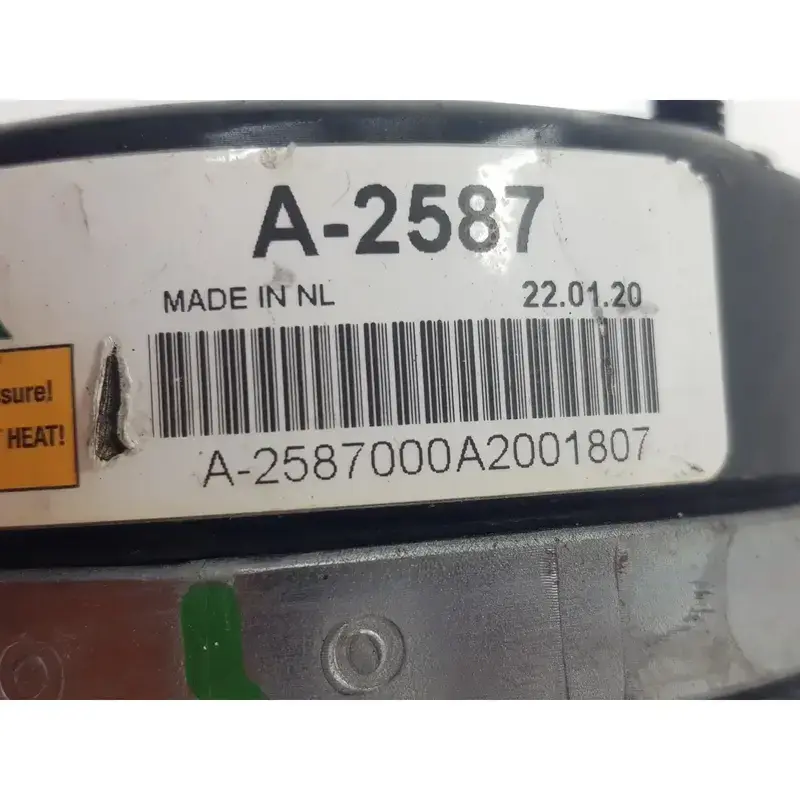 A-2587
MADE IN NL 22.01.20
sure!
HEAT!
A-2587000A2001807